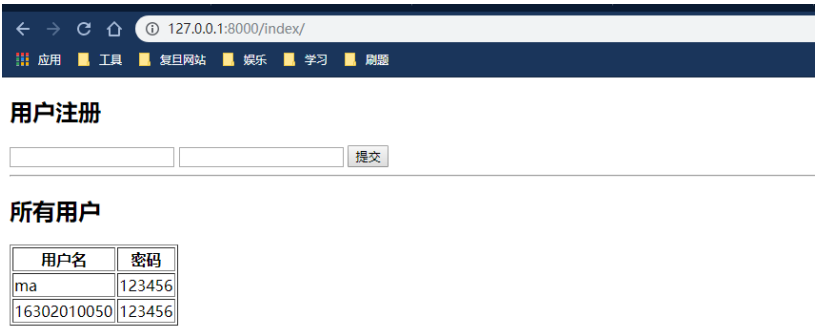 127.0.0.1:8000/index/
应用 工具 复旦网站 娱乐 学习 刷题
用户注册
提交
所有用户
用户名 密码
ma 123456
16302010050 123456